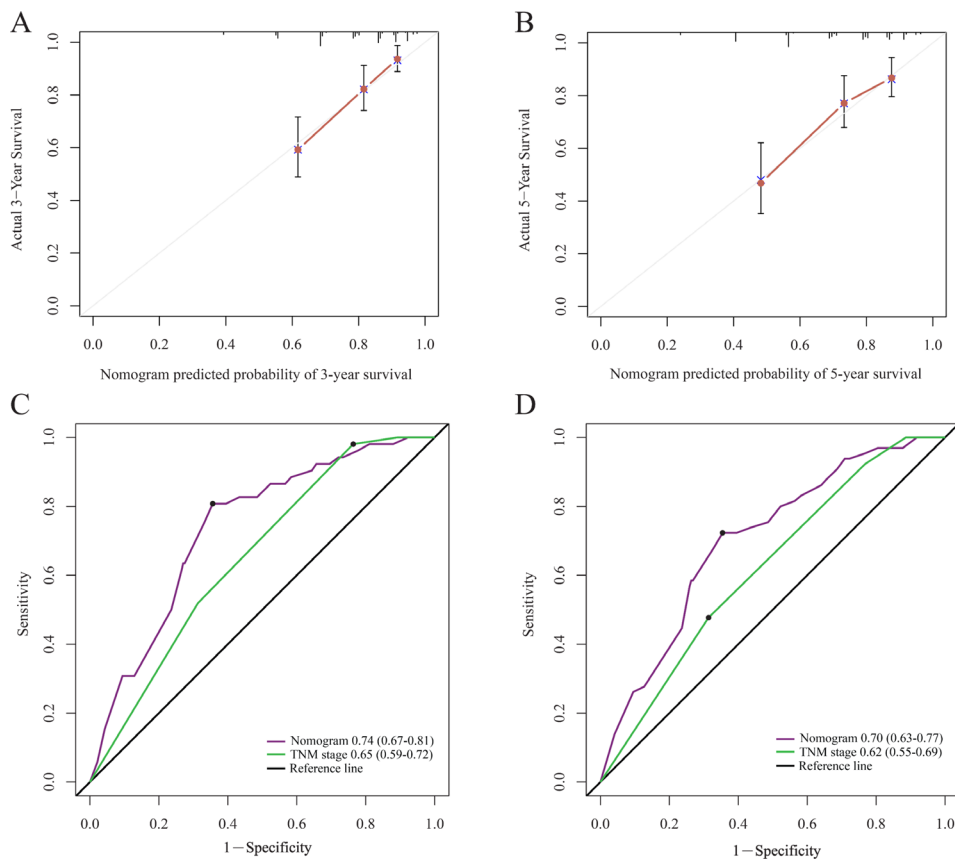 A
Actual 3−Year Survival
1.0
0.8
0.6
0.4
0.2
0.0
0.0 0.2 0.4 0.6 0.8 1.0
Nomogram predicted probability of 3-year survival
B
Actual 5−Year Survival
1.0
0.8
0.6
0.4
0.2
0.0
0.0 0.2 0.4 0.6 0.8 1.0
Nomogram predicted probability of 5-year survival
C
Sensitivity
1.0
0.8
0.6
0.4
0.2
0.0
Nomogram 0.74 (0.67-0.81)
TNM stage 0.65 (0.59-0.72)
Reference line
0.0 0.2 0.4 0.6 0.8 1.0
1−Specificity
D
Sensitivity
1.0
0.8
0.6
0.4
0.2
0.0
Nomogram 0.70 (0.63-0.77)
TNM stage 0.62 (0.55-0.69)
Reference line
0.0 0.2 0.4 0.6 0.8 1.0
1−Specificity